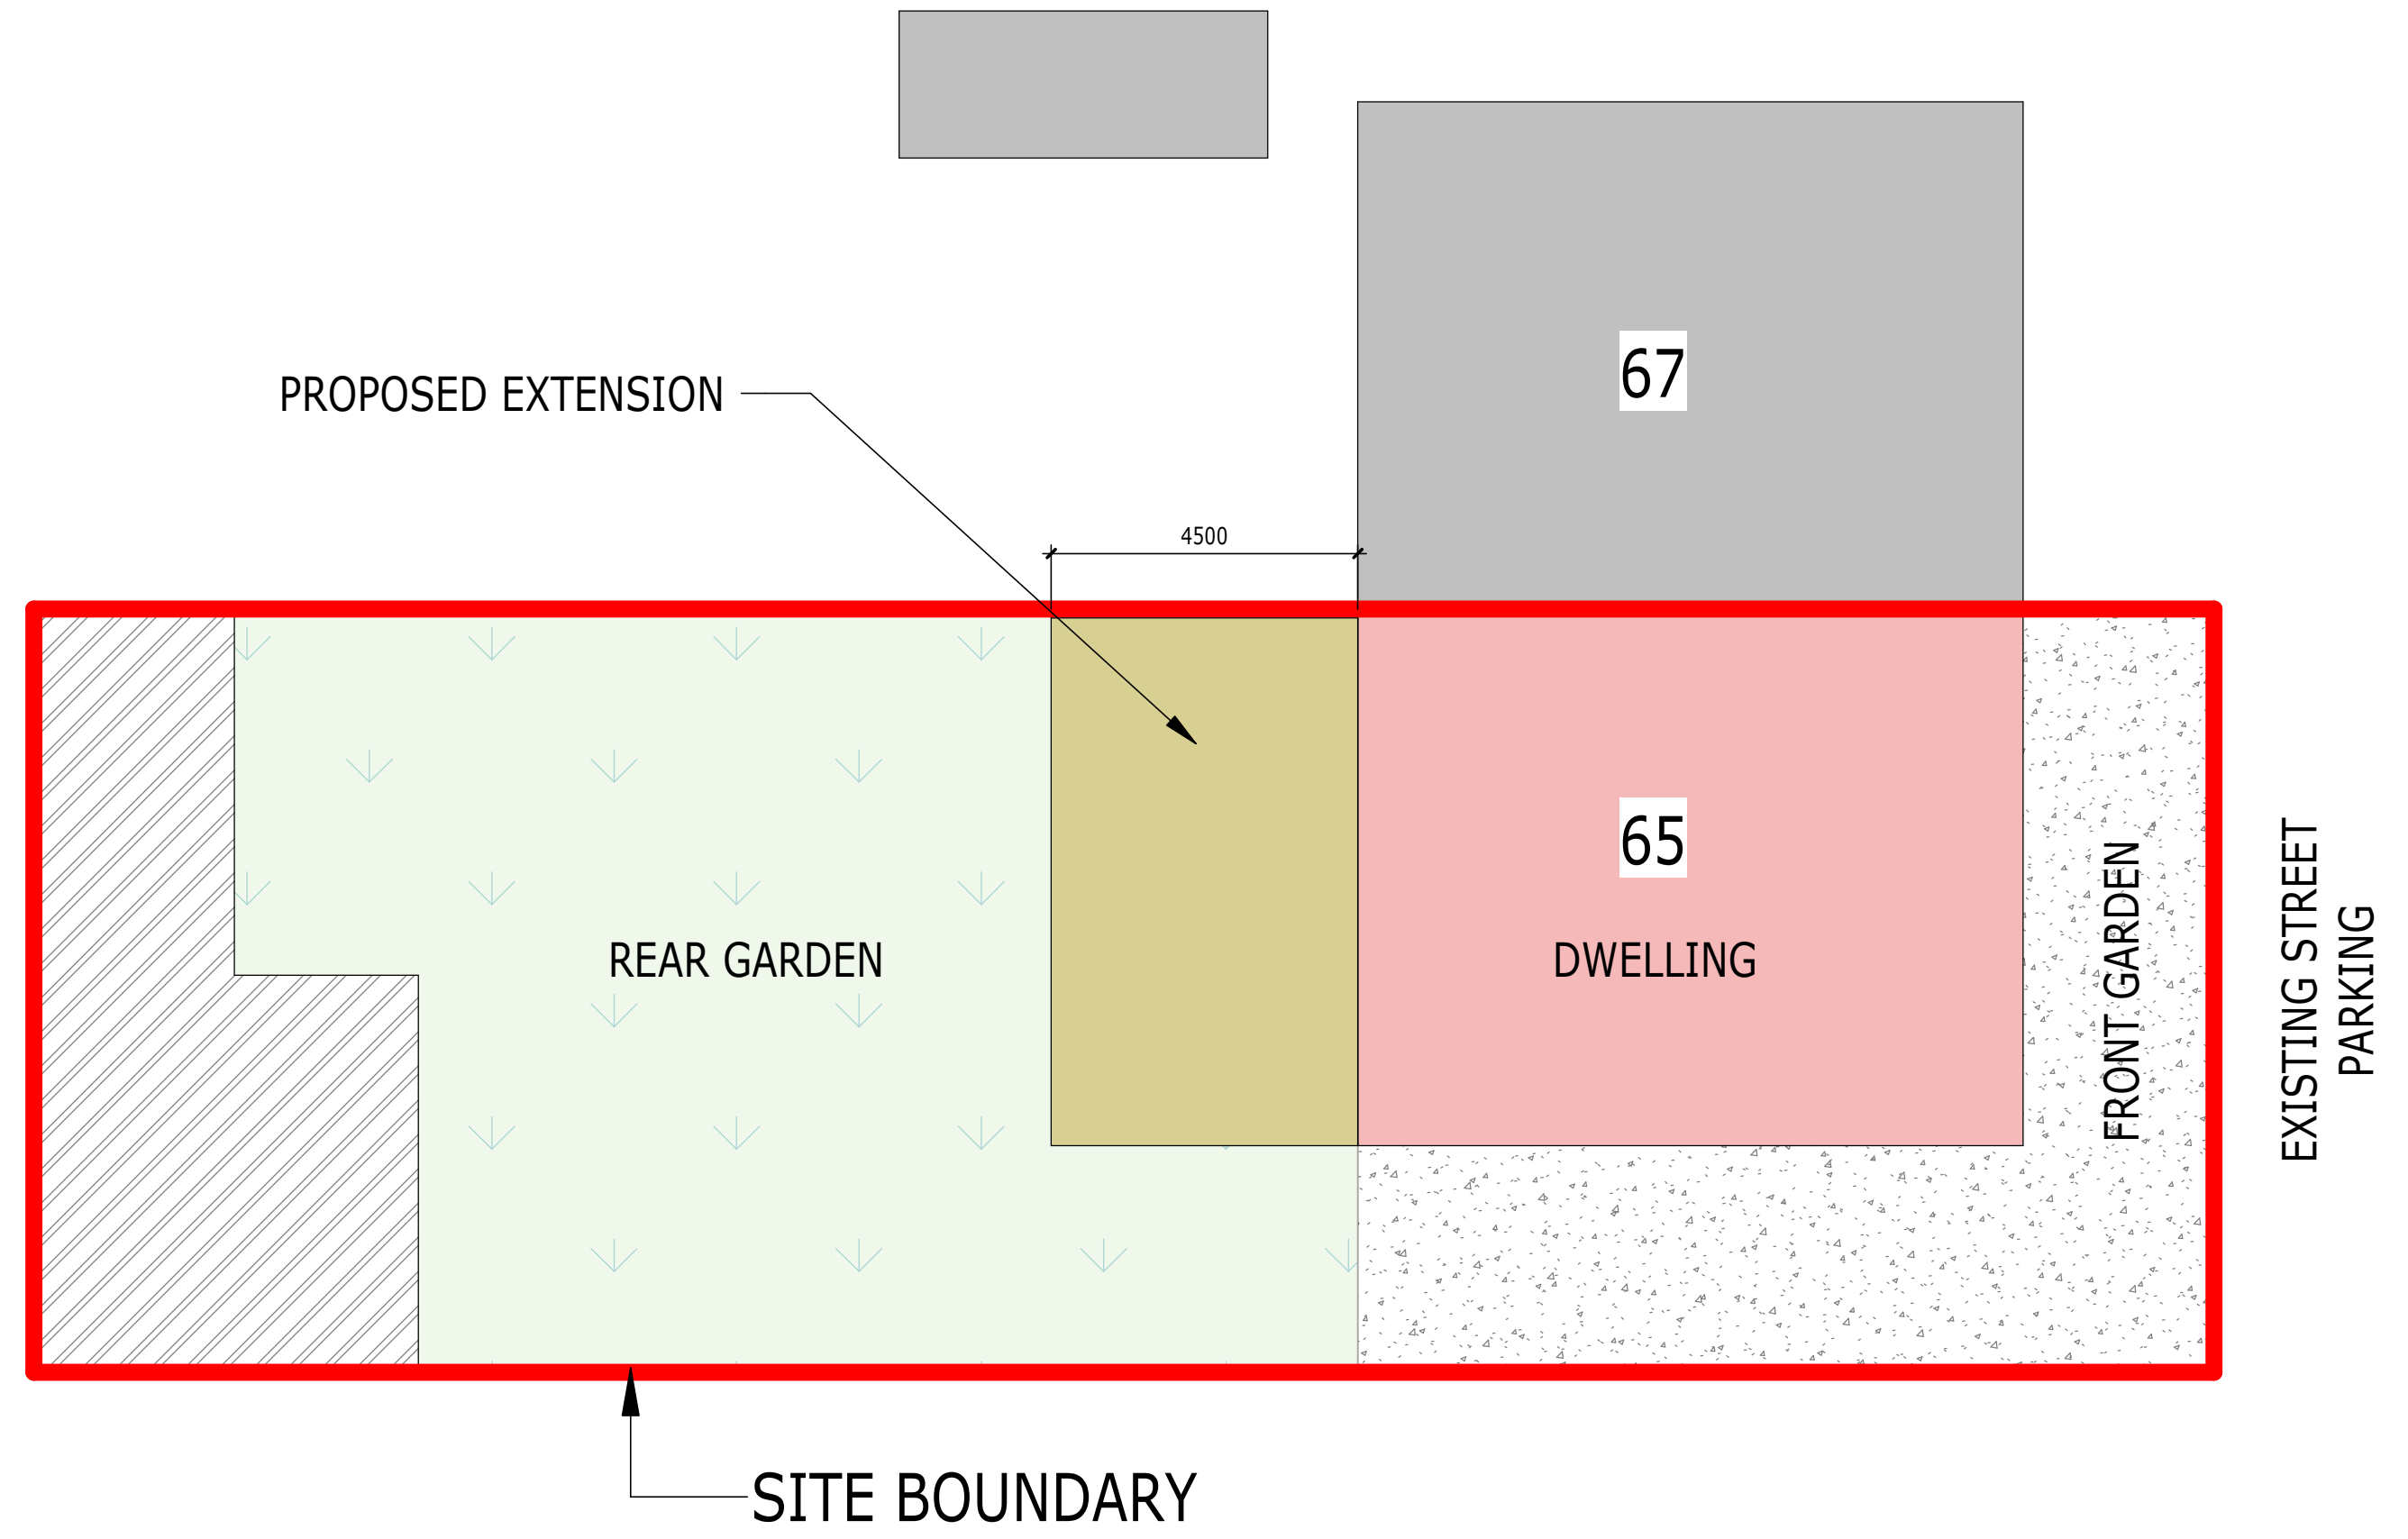 67
PROPOSED EXTENSION
4500
65
REAR GARDEN
DWELLING
FRONT GARDEN
EXISTING STREET
PARKING
SITE BOUNDARY